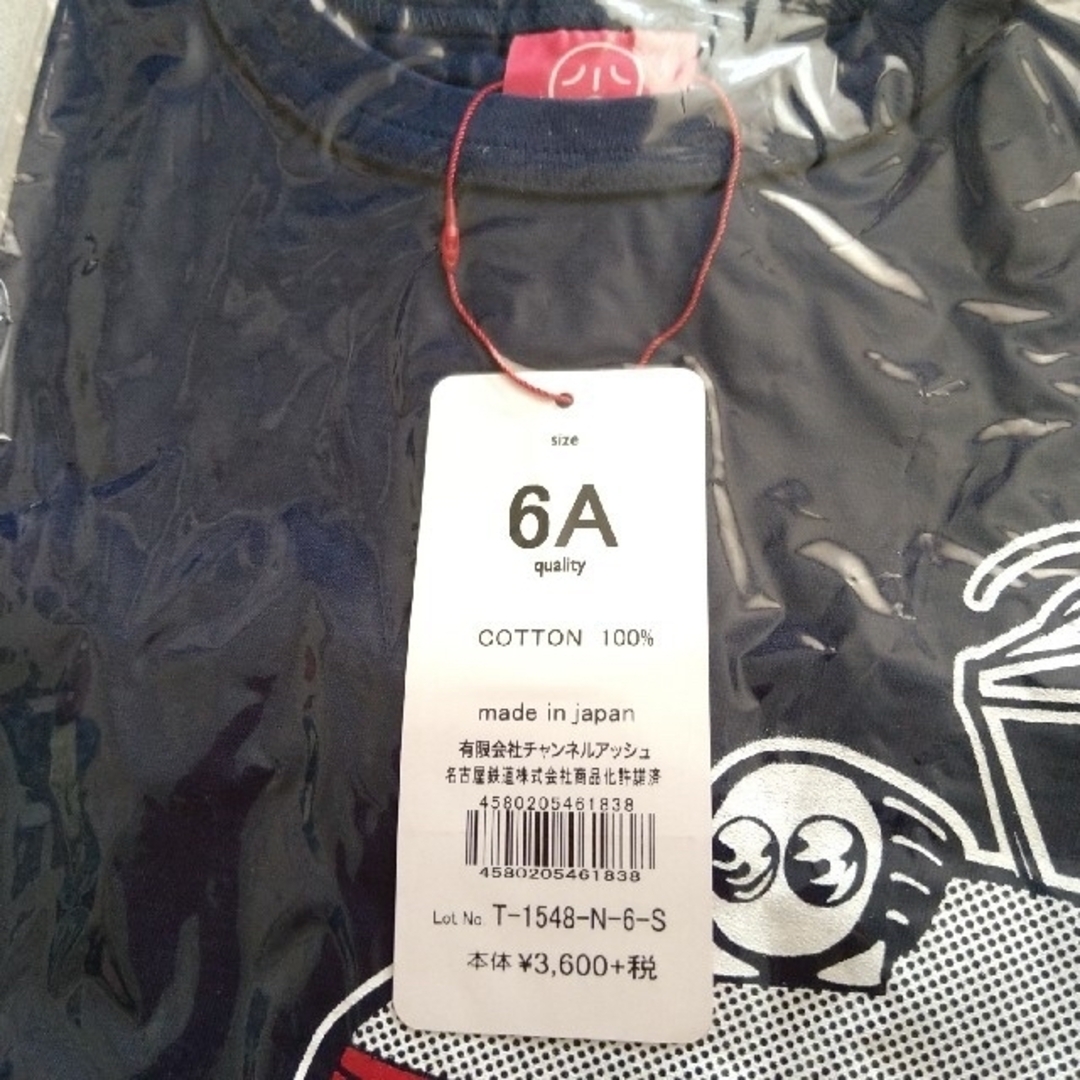 size
6A
quality
COTTON 100%
made in japan
有限会社チャンネルアッシュ
名古屋鉄道株式会社商品化許諾済
4580205461838
4580205461838
Lot No. T-1548-N-6-S
本体 ¥3,600+税